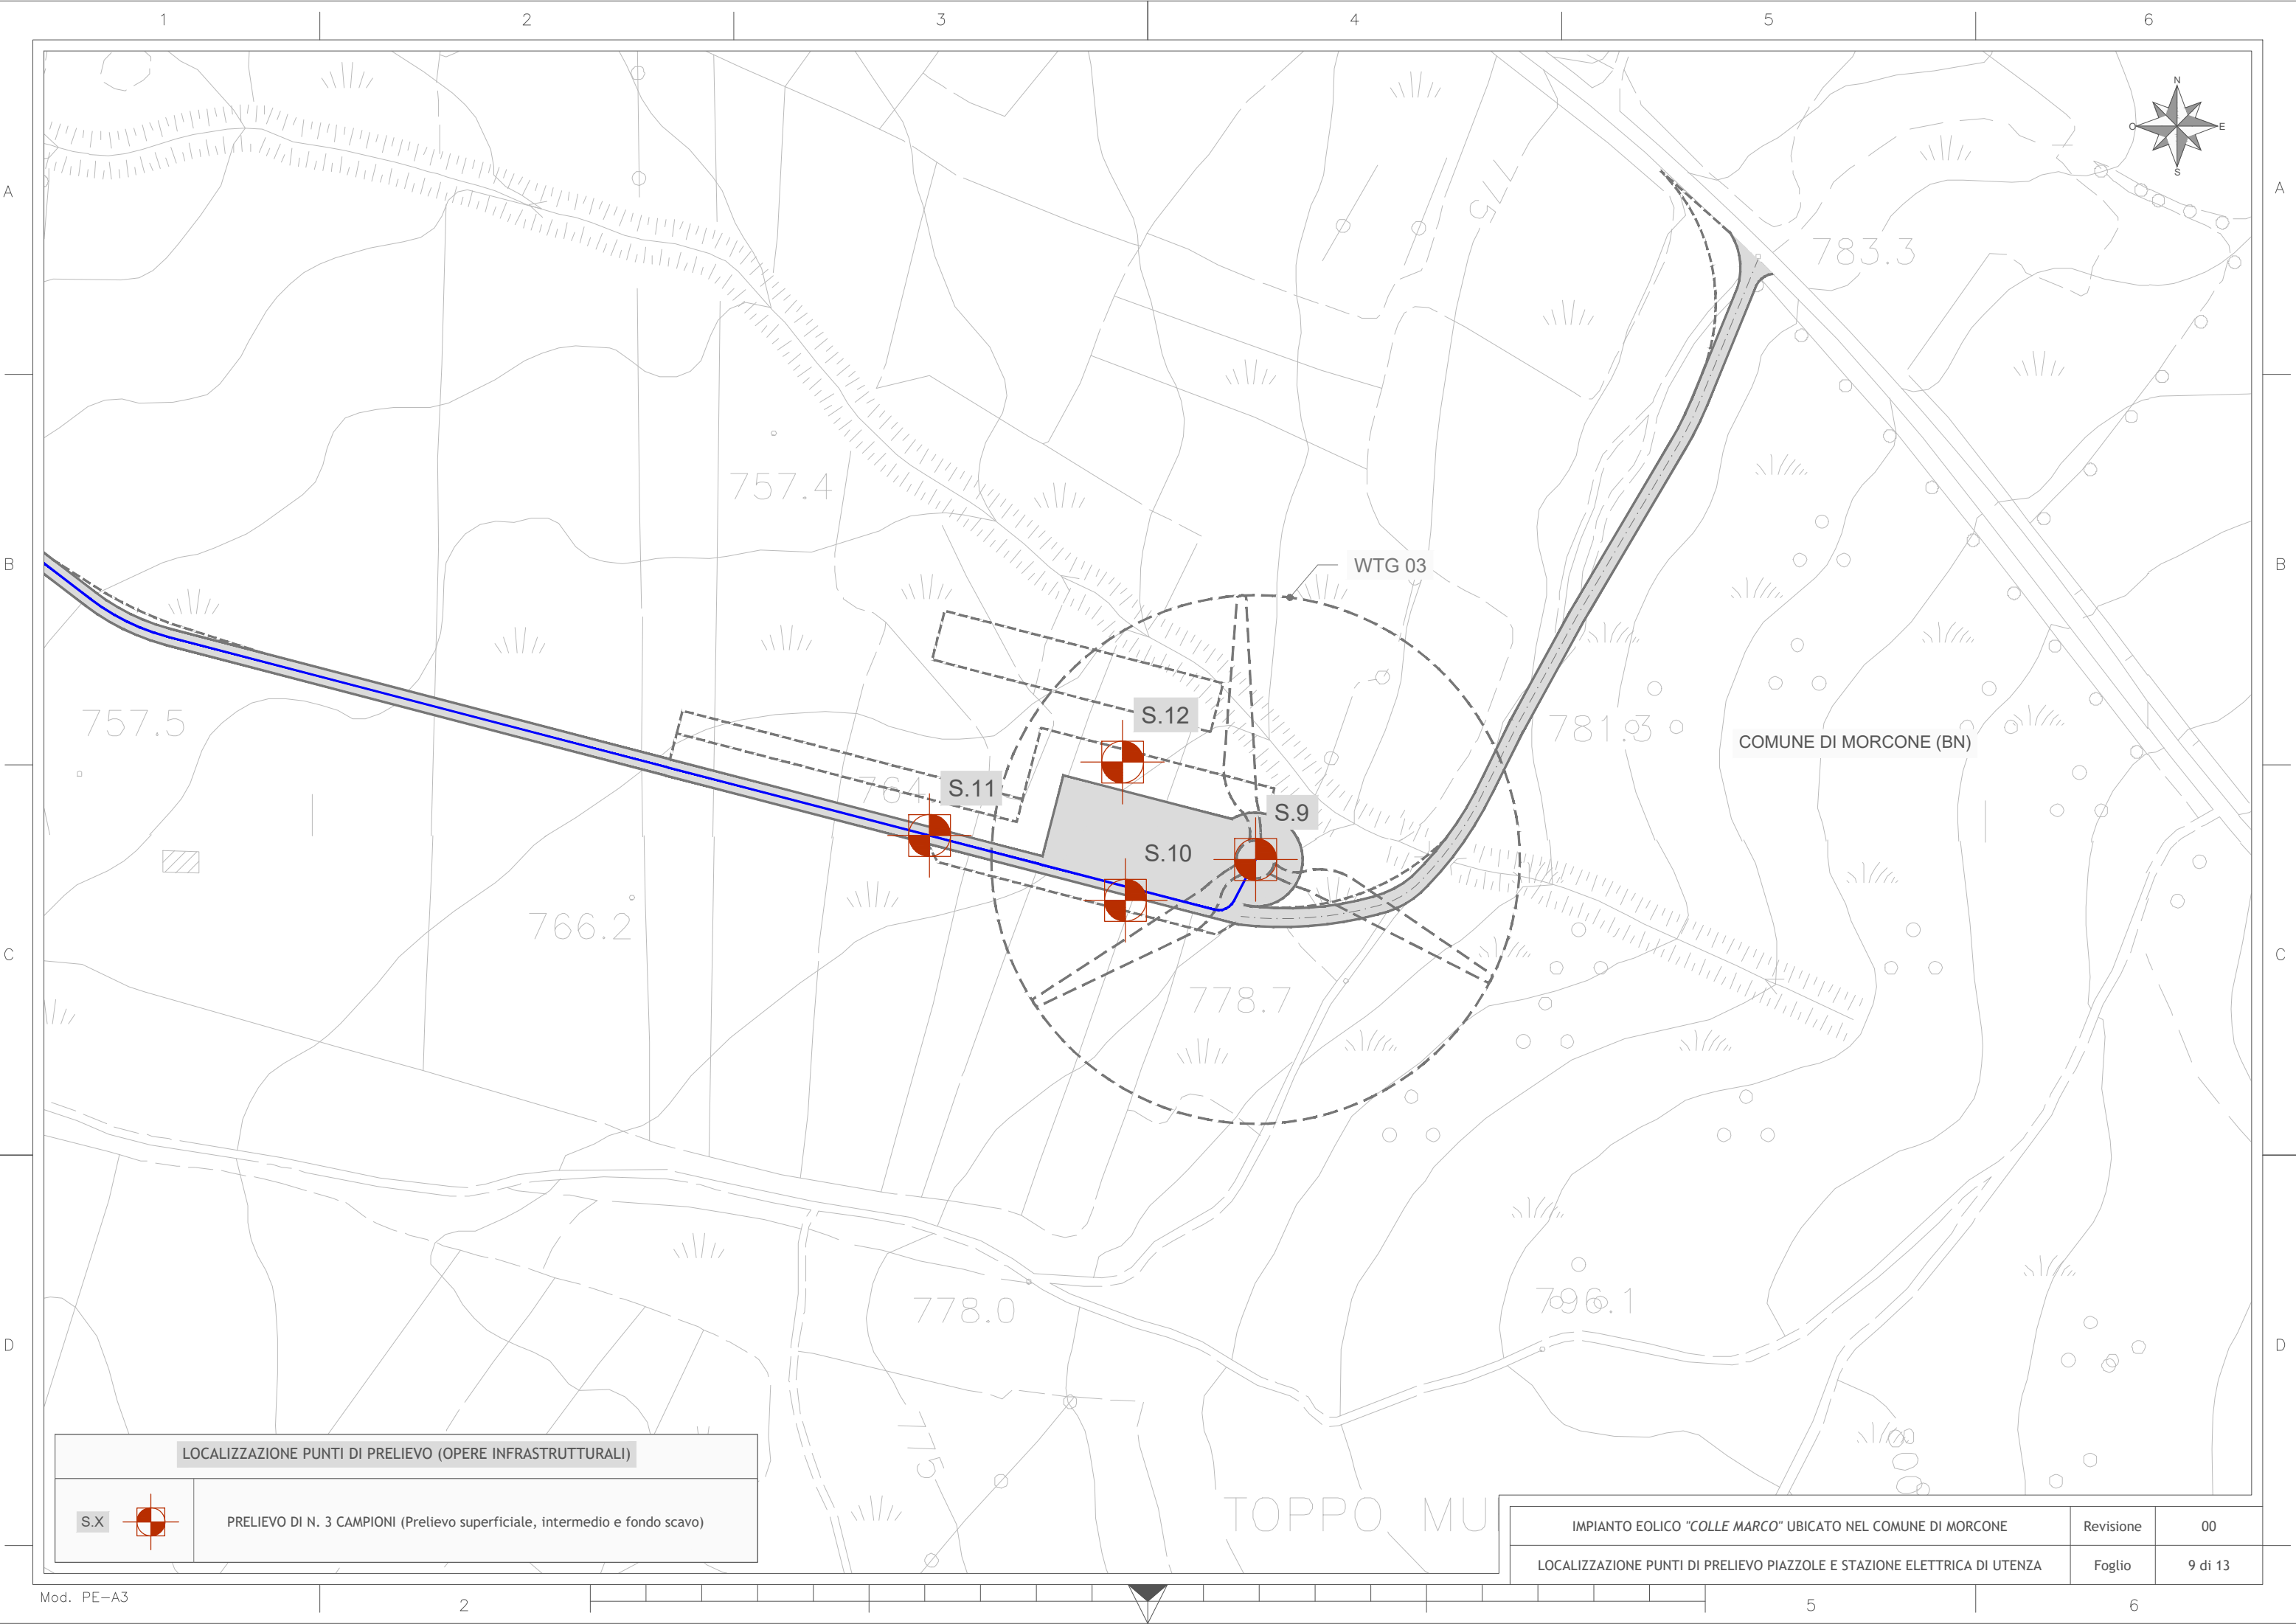 1 2 3 4 5 6
N
O E
S
A A
75
783.3
757.4
B WTG 03 B
757.5
S.12
781.3
COMUNE DI MORCONE (BN)
764
S.11
S.9
S.10
766.2
C C
778.7
778.0
796.1
D D
775
800
LOCALIZZAZIONE PUNTI DI PRELIEVO (OPERE INFRASTRUTTURALI)
S.X PRELIEVO DI N. 3 CAMPIONI (Prelievo superficiale, intermedio e fondo scavo)
TOPPO MU
IMPIANTO EOLICO "COLLE MARCO" UBICATO NEL COMUNE DI MORCONE Revisione 00
LOCALIZZAZIONE PUNTI DI PRELIEVO PIAZZOLE E STAZIONE ELETTRICA DI UTENZA Foglio 9 di 13
Mod. PE-A3
2 5 6